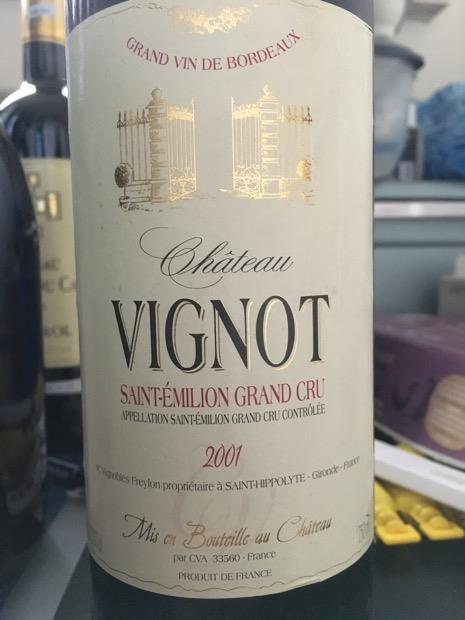 GRAND VIN DE BORDEAUX
Château
VIGNOT
SAINT-ÉMILION GRAND CRU
APPELLATION SAINT-ÉMILION GRAND CRU CONTRÔLÉE
2001
Vignobles Freylon propriétaire à SAINT-HIPPOLYTE - Gironde - France
Mis en Bouteille au Château
par CVA 33560 - France
PRODUIT DE FRANCE